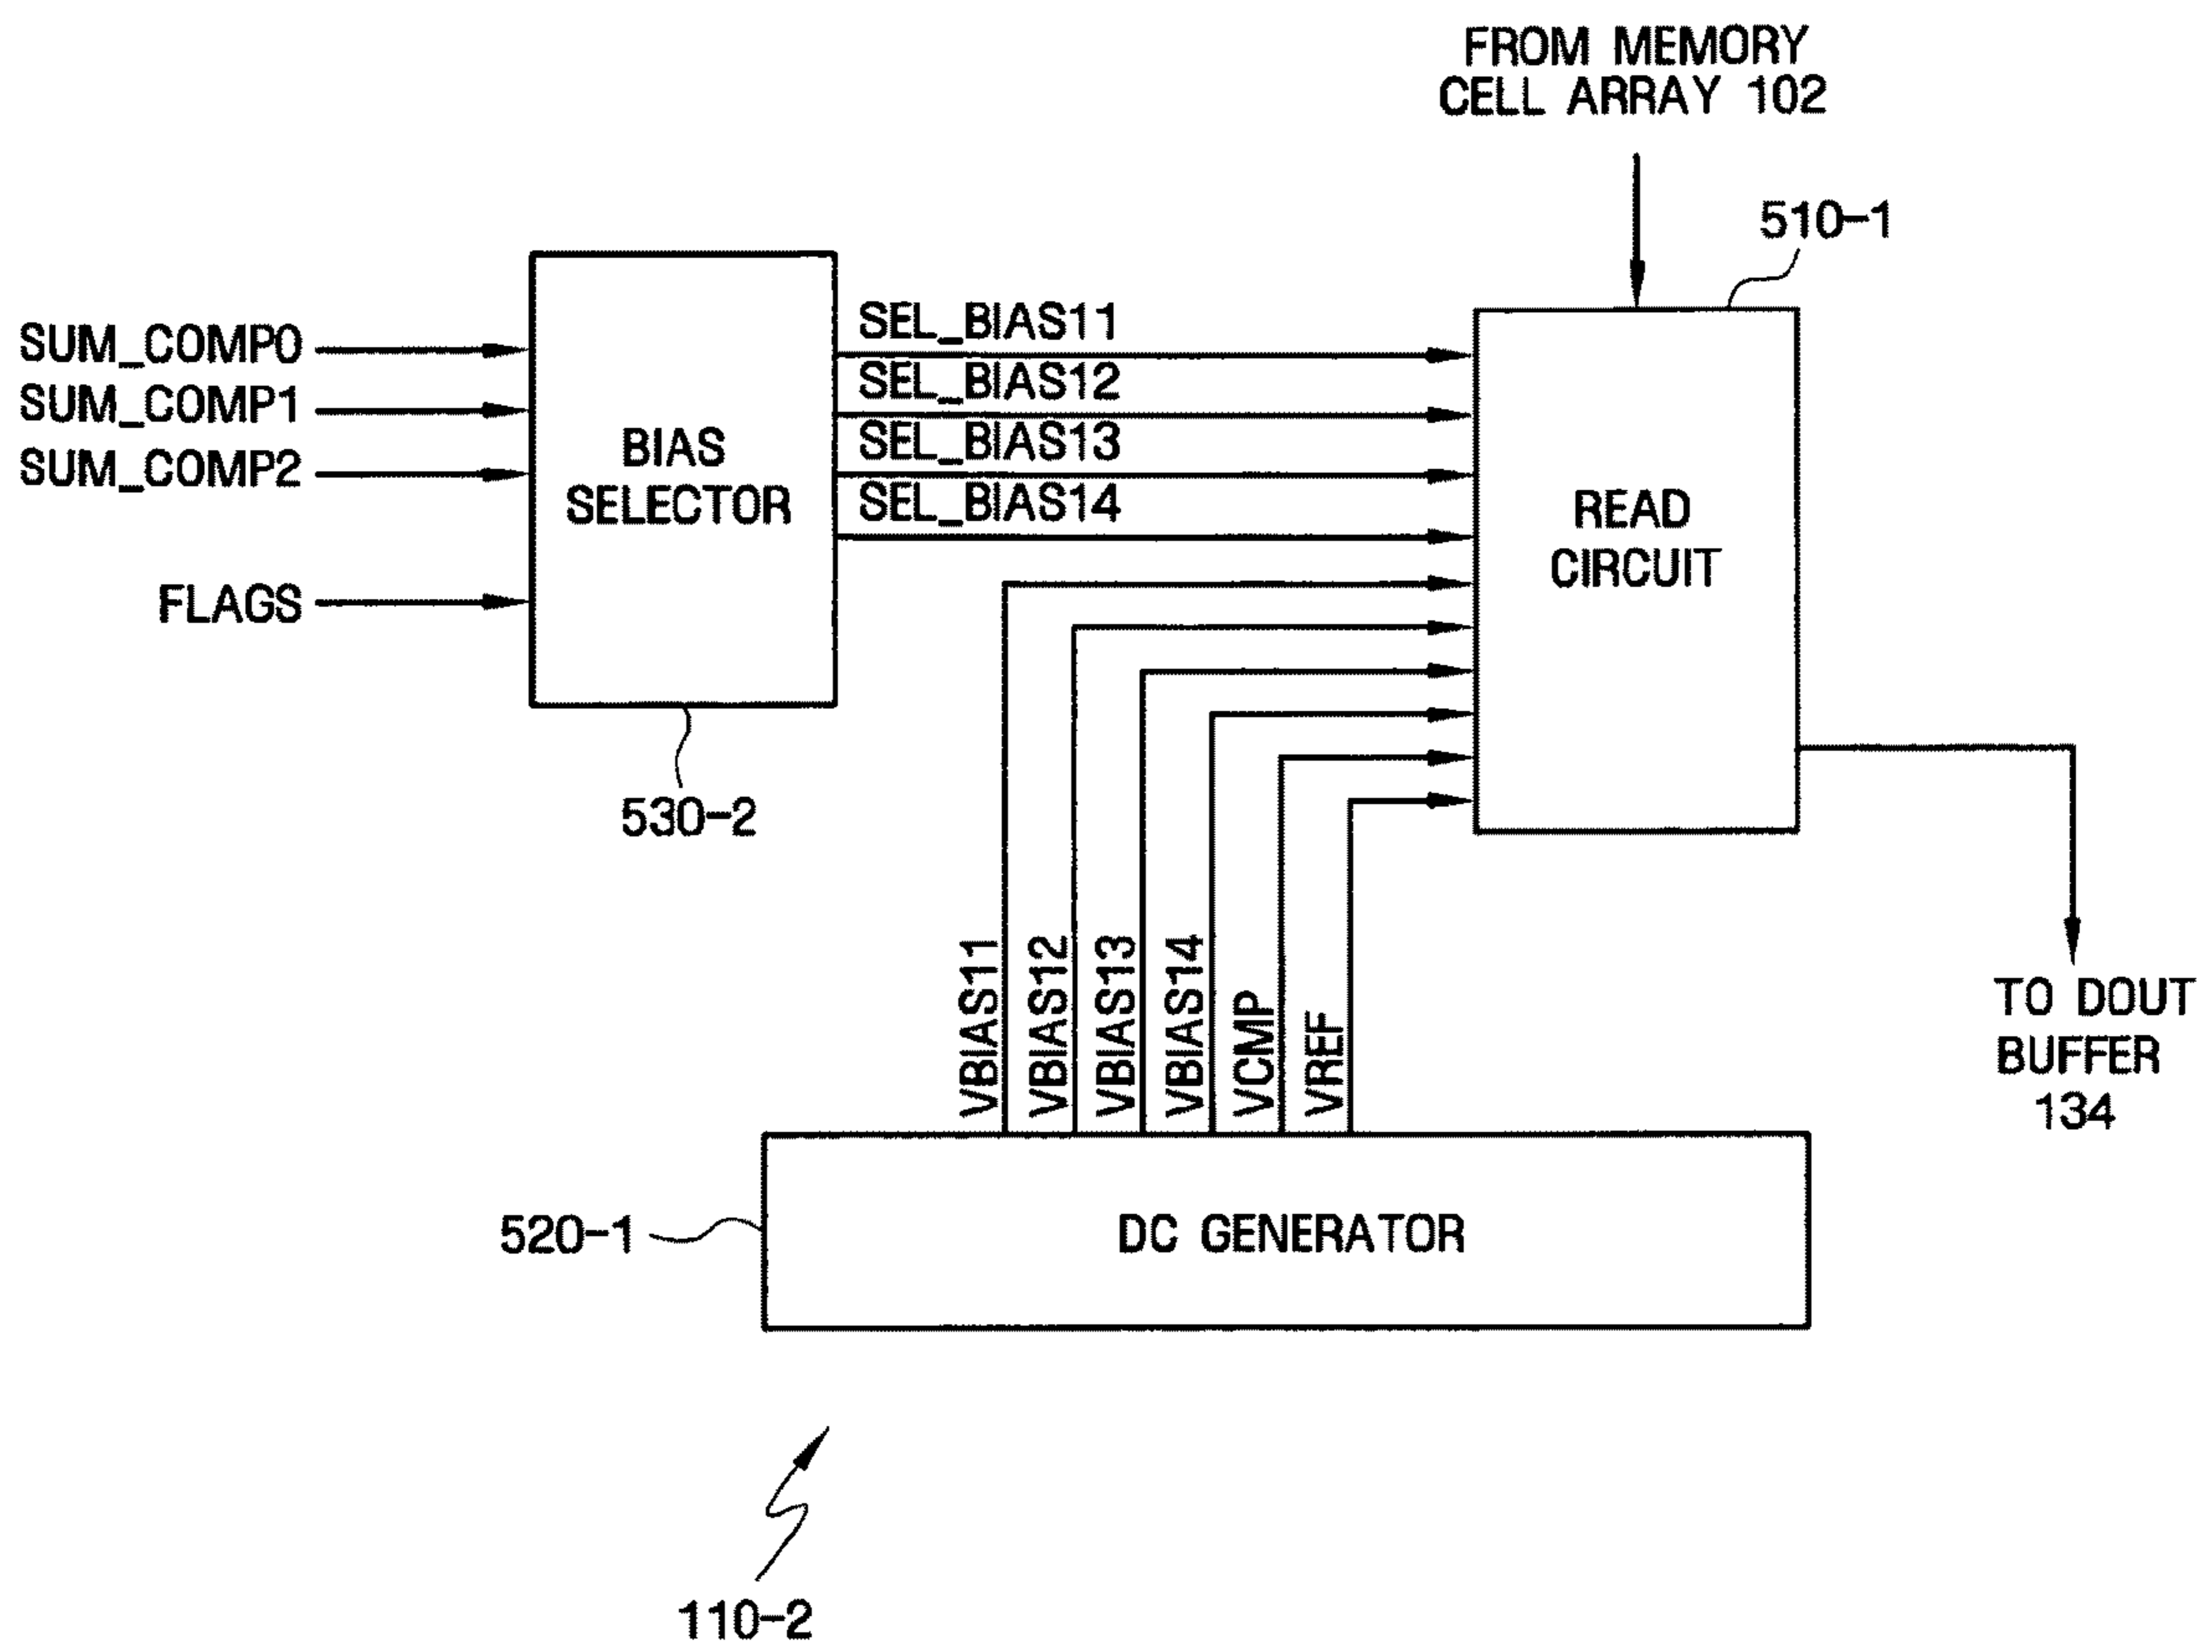 FROM MEMORY
CELL ARRAY 102
510-1
SUM_COMP0
SUM_COMP1
SUM_COMP2
FLAGS
BIAS
SELECTOR
530-2
SEL_BIAS11
SEL_BIAS12
SEL_BIAS13
SEL_BIAS14
READ
CIRCUIT
VBIAS11
VBIAS12
VBIAS13
VBIAS14
VCMP
VREF
TO DOUT
BUFFER
134
520-1
DC GENERATOR
110-2